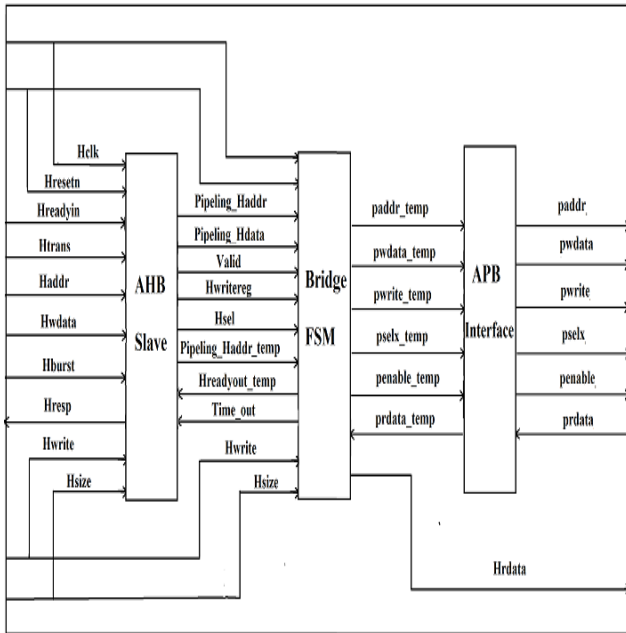 Hclk
Hresetn
Hreadyin
Htrans
Haddr
Hwdata
Hburst
Hresp
Hwrite
Hsize
AHB
Slave
Pipeling_Haddr
Pipeling_Hdata
Valid
Hwritereg
Hsel
Pipeling_Haddr_temp
Hreadyout_temp
Time_out
Hwrite
Hsize
Bridge
FSM
paddr_temp
pwdata_temp
pwrite_temp
pselx_temp
penable_temp
prdata_temp
APB
Interface
paddr
pwdata
pwrite
pselx
penable
prdata
Hrdata